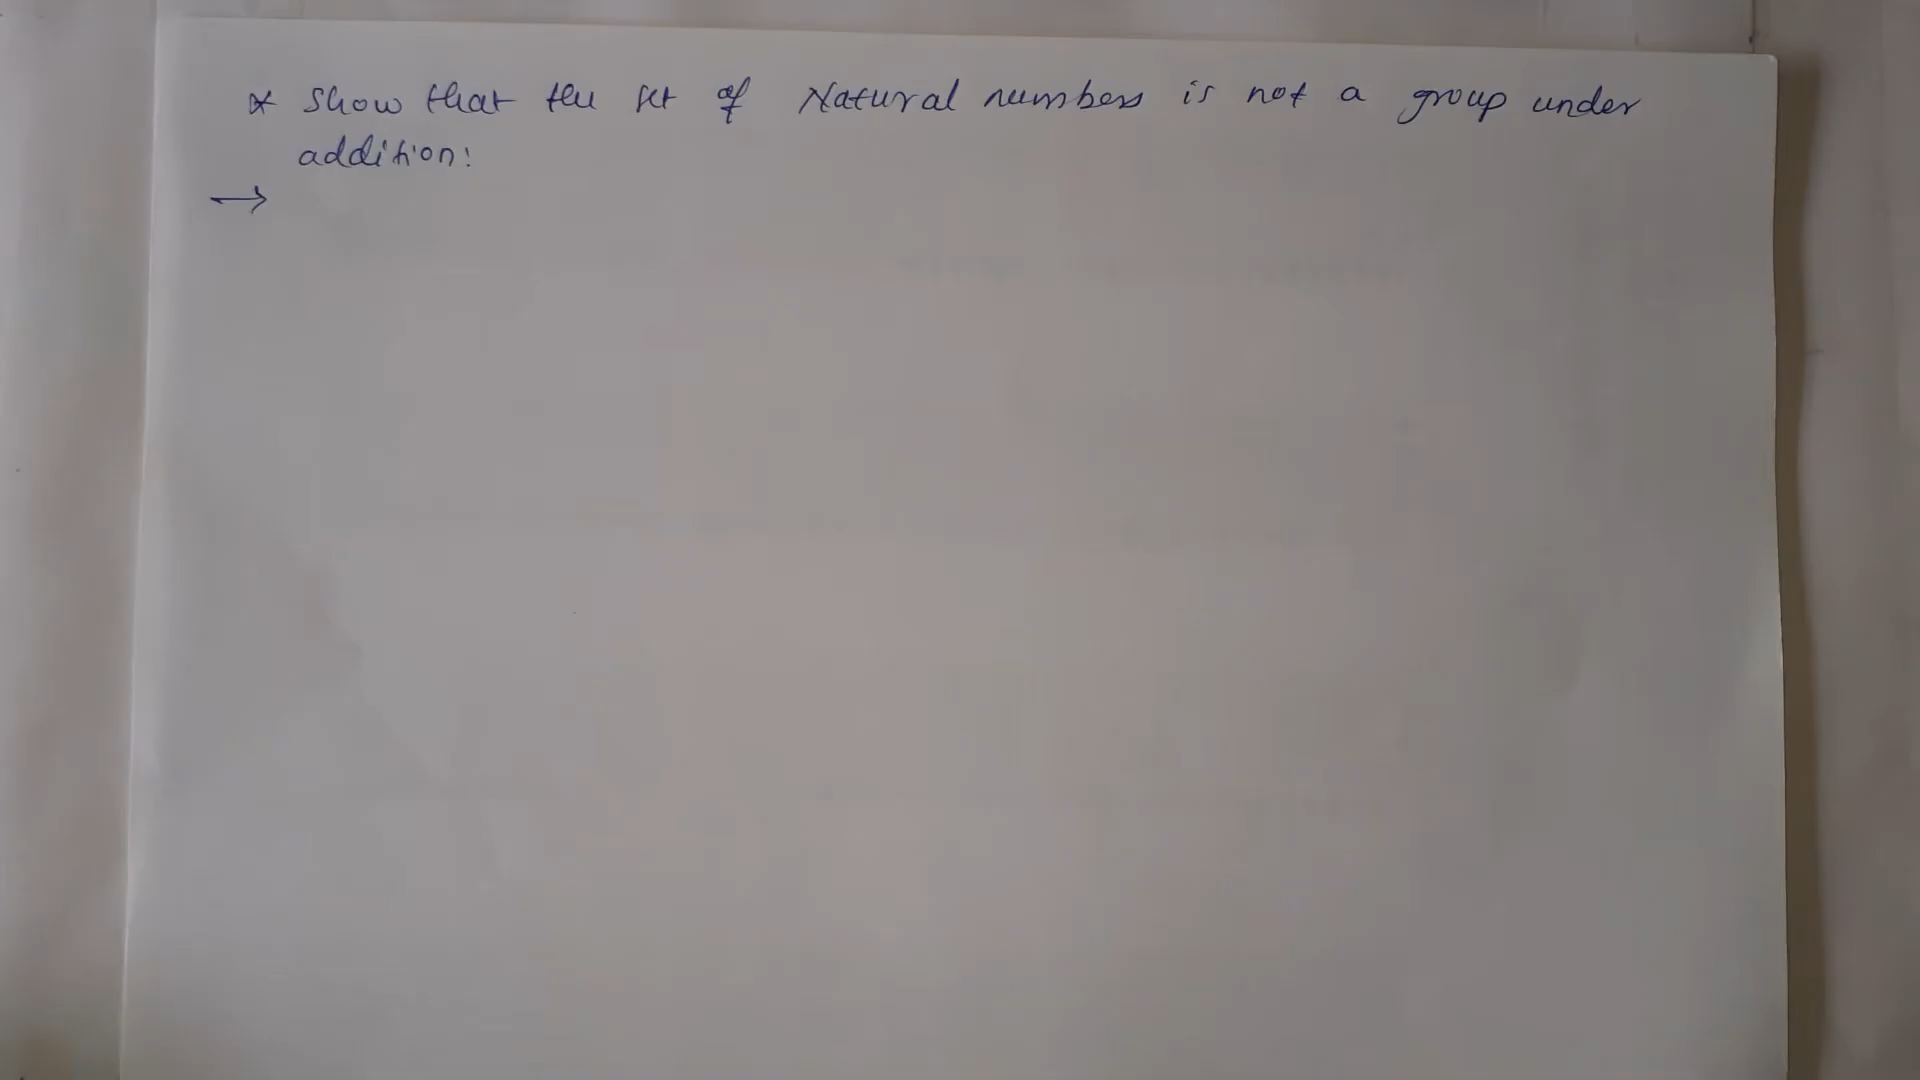 * Show that the set of Natural numbers is not a group under
addition:
→